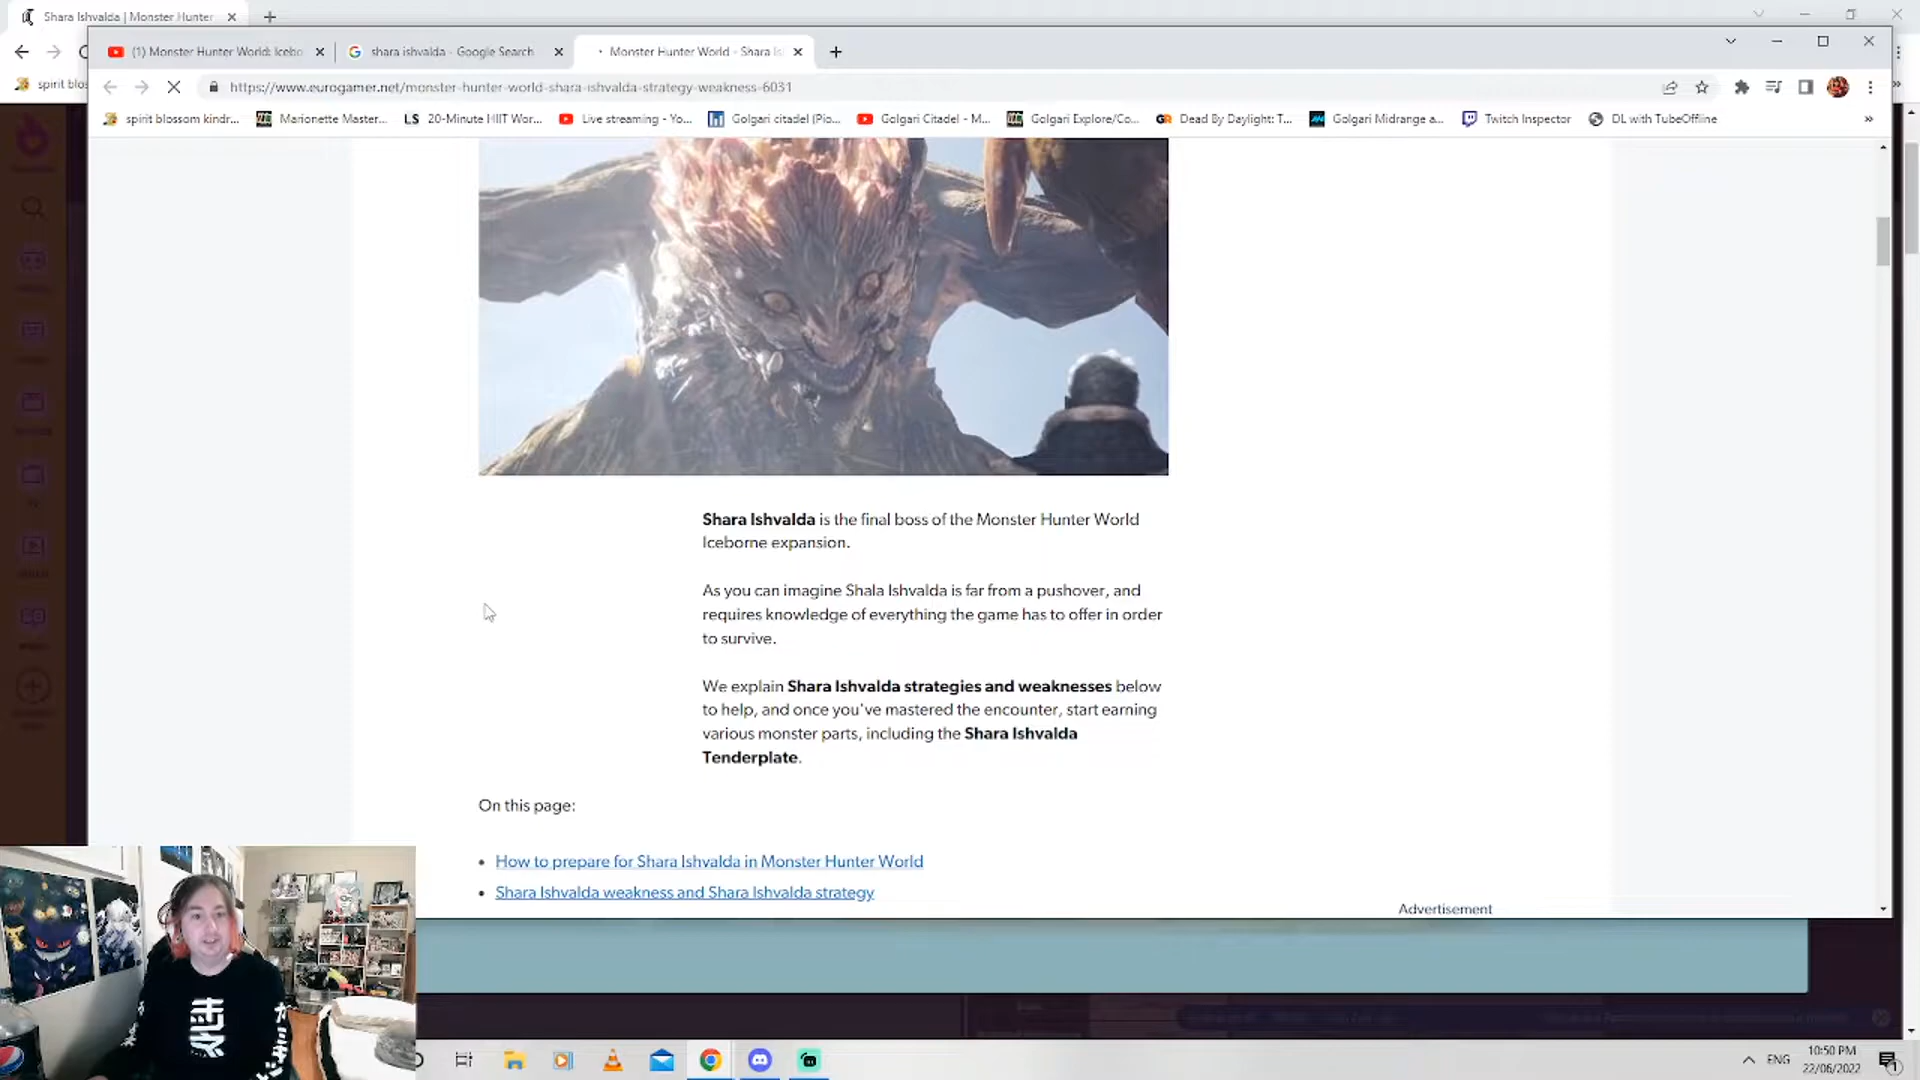 Shara Ishvalda | Monster Hunter
(1) Monster Hunter World: Icebo
shara ishvalda - Google Search
Monster Hunter World - Shara Is
https://www.eurogamer.net/monster-hunter-world-shara-ishvalda-strategy-weakness-6031
spirit blos
spirit blossom kindr...
Marionette Master...
LS 20-Minute HIIT Wor...
Live streaming - Yo...
Golgari citadel (Pio...
Golgari Citadel - M...
Golgari Explore/Co...
GR Dead By Daylight: T...
Golgari Midrange a...
Twitch Inspector
DL with TubeOffline
Shara Ishvalda is the final boss of the Monster Hunter World
Iceborne expansion.
As you can imagine Shala Ishvalda is far from a pushover, and
requires knowledge of everything the game has to offer in order
to survive.
We explain Shara Ishvalda strategies and weaknesses below
to help, and once you've mastered the encounter, start earning
various monster parts, including the Shara Ishvalda
Tenderplate.
On this page:
• How to prepare for Shara Ishvalda in Monster Hunter World
• Shara Ishvalda weakness and Shara Ishvalda strategy
Advertisement
ENG
10:50 PM
22/06/2022